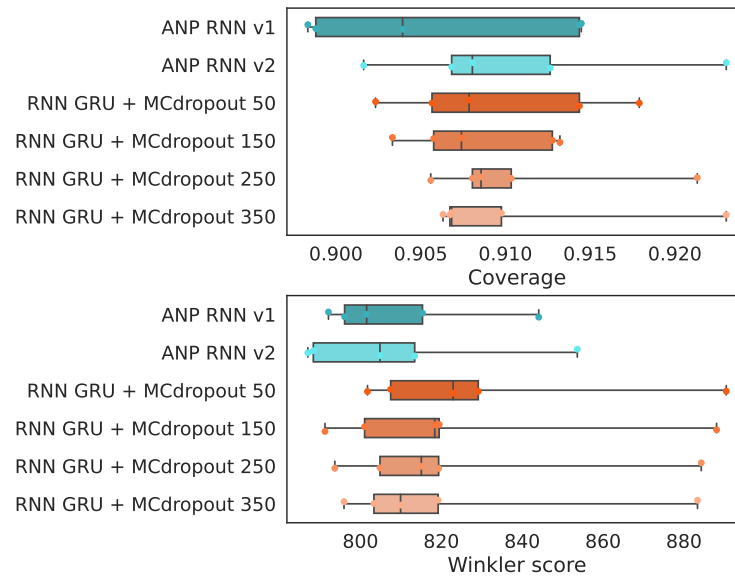 ANP RNN v1
ANP RNN v2
RNN GRU + MCdropout 50
RNN GRU + MCdropout 150
RNN GRU + MCdropout 250
RNN GRU + MCdropout 350
0.900 0.905 0.910 0.915 0.920
Coverage
ANP RNN v1
ANP RNN v2
RNN GRU + MCdropout 50
RNN GRU + MCdropout 150
RNN GRU + MCdropout 250
RNN GRU + MCdropout 350
800 820 840 860 880
Winkler score